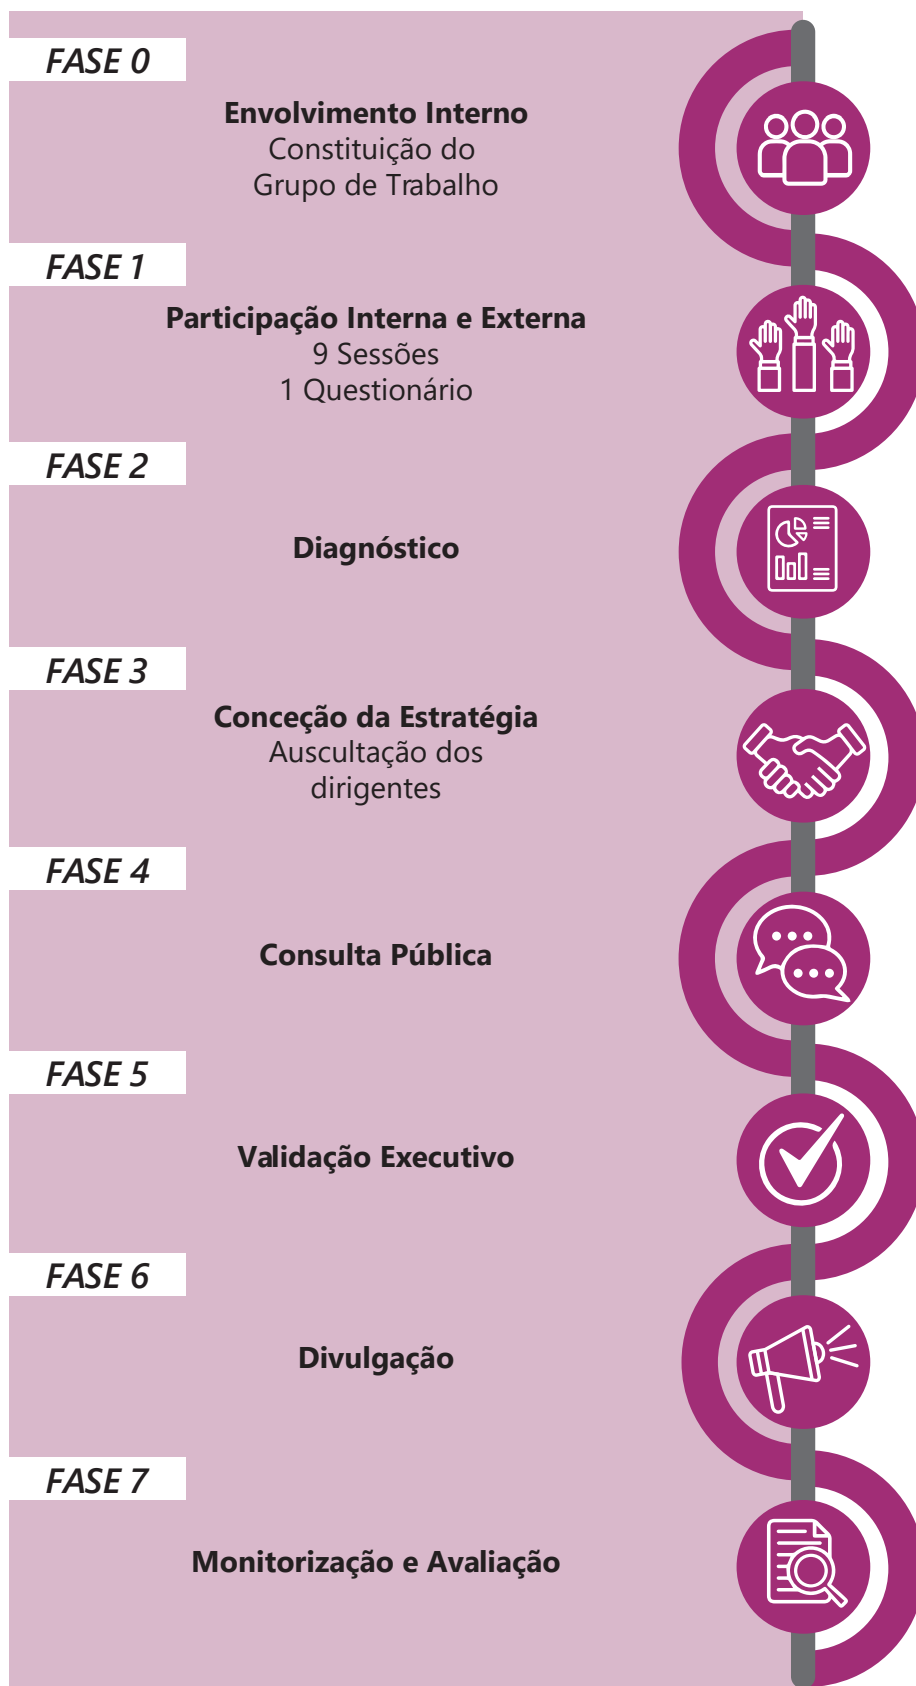 FASE 0
Envolvimento Interno
Constituição do
Grupo de Trabalho
FASE 1
Participação Interna e Externa
9 Sessões
1 Questionário
FASE 2
Diagnóstico
FASE 3
Conceção da Estratégia
Auscultação dos
dirigentes
FASE 4
Consulta Pública
FASE 5
Validação Executivo
FASE 6
Divulgação
FASE 7
Monitorização e Avaliação